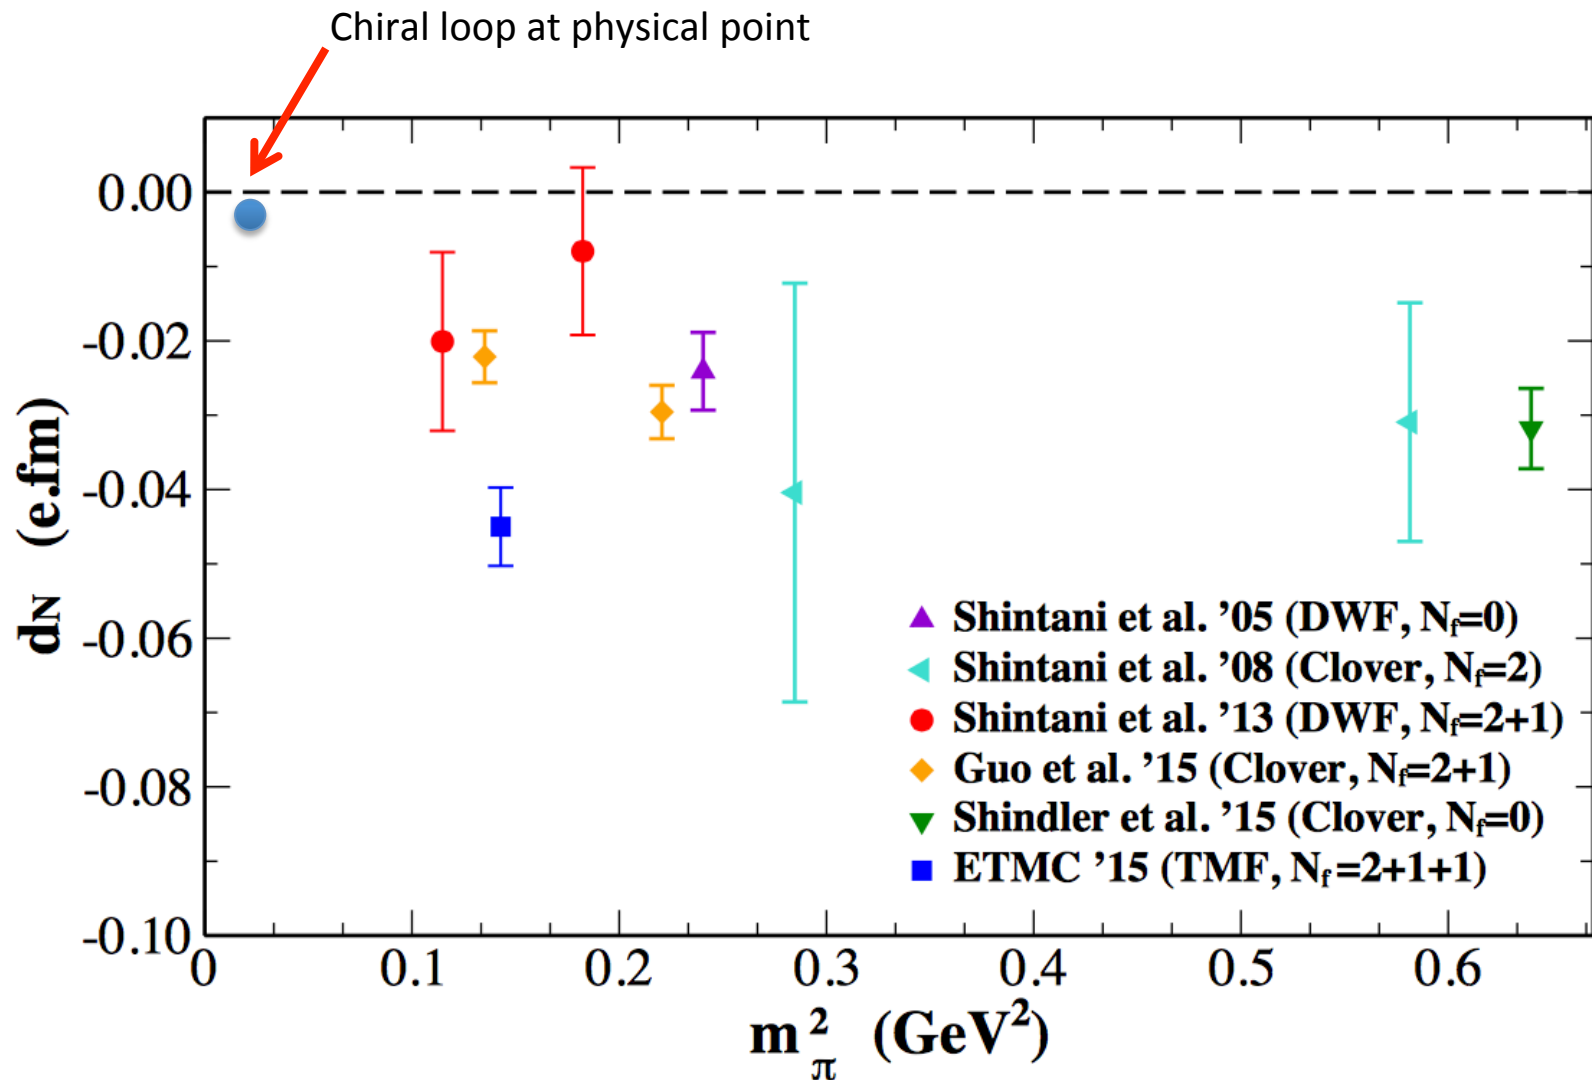 Chiral loop at physical point
0.00
-0.02
-0.04
-0.06
-0.08
-0.10
dN (e.fm)
Shintani et al. '05 (DWF, Nf=0)
Shintani et al. '08 (Clover, Nf=2)
Shintani et al. '13 (DWF, Nf=2+1)
Guo et al. '15 (Clover, Nf=2+1)
Shindler et al. '15 (Clover, Nf=0)
ETMC '15 (TMF, Nf=2+1+1)
0 0.1 0.2 0.3 0.4 0.5 0.6
mπ² (GeV²)